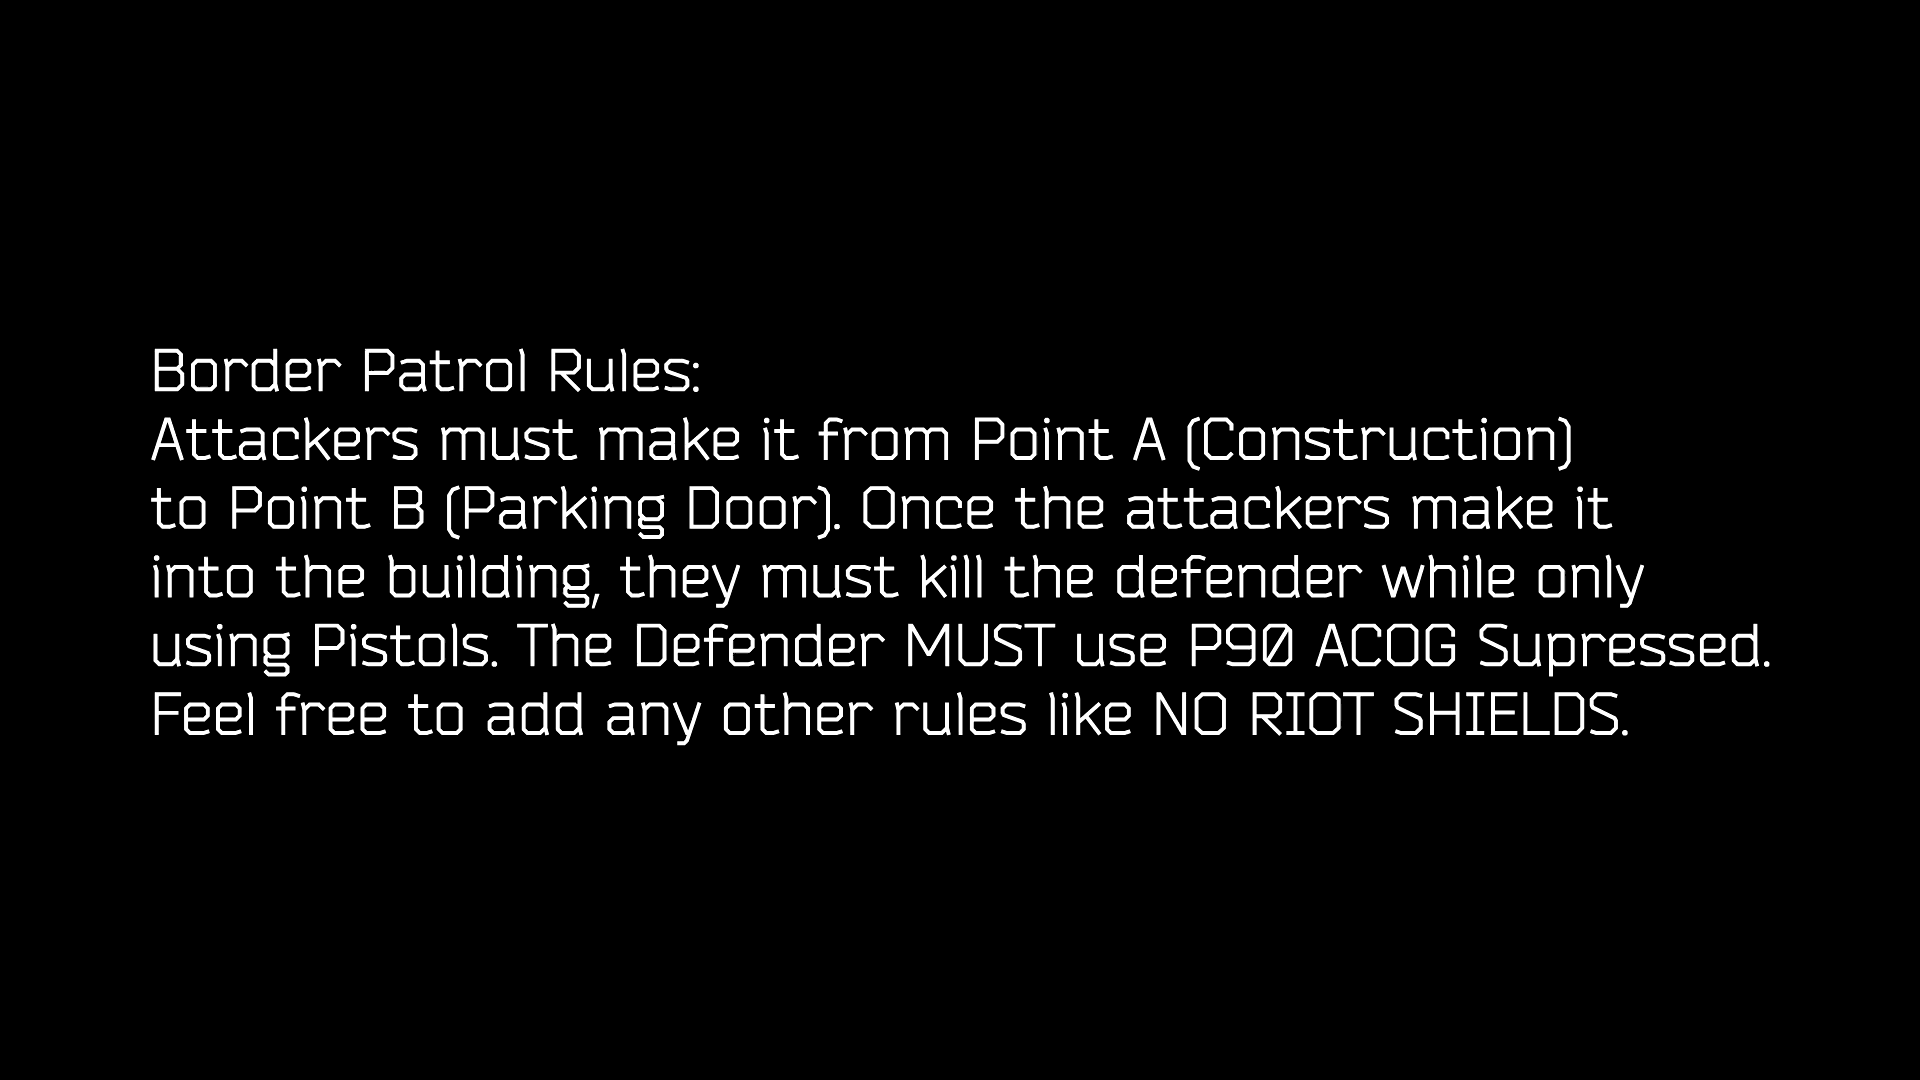 Border Patrol Rules:
Attackers must make it from Point A (Construction)
to Point B (Parking Door). Once the attackers make it
into the building, they must kill the defender while only
using Pistols. The Defender MUST use P90 ACOG Supressed.
Feel free to add any other rules like NO RIOT SHIELDS.